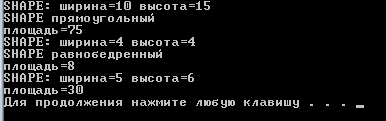 SHAPE: ширина=10 высота=15
SHAPE прямоугольный
площадь=75
SHAPE: ширина=4 высота=4
SHAPE равнобедренный
площадь=8
SHAPE: ширина=5 высота=6
площадь=30
Для продолжения нажмите любую клавишу . . . _